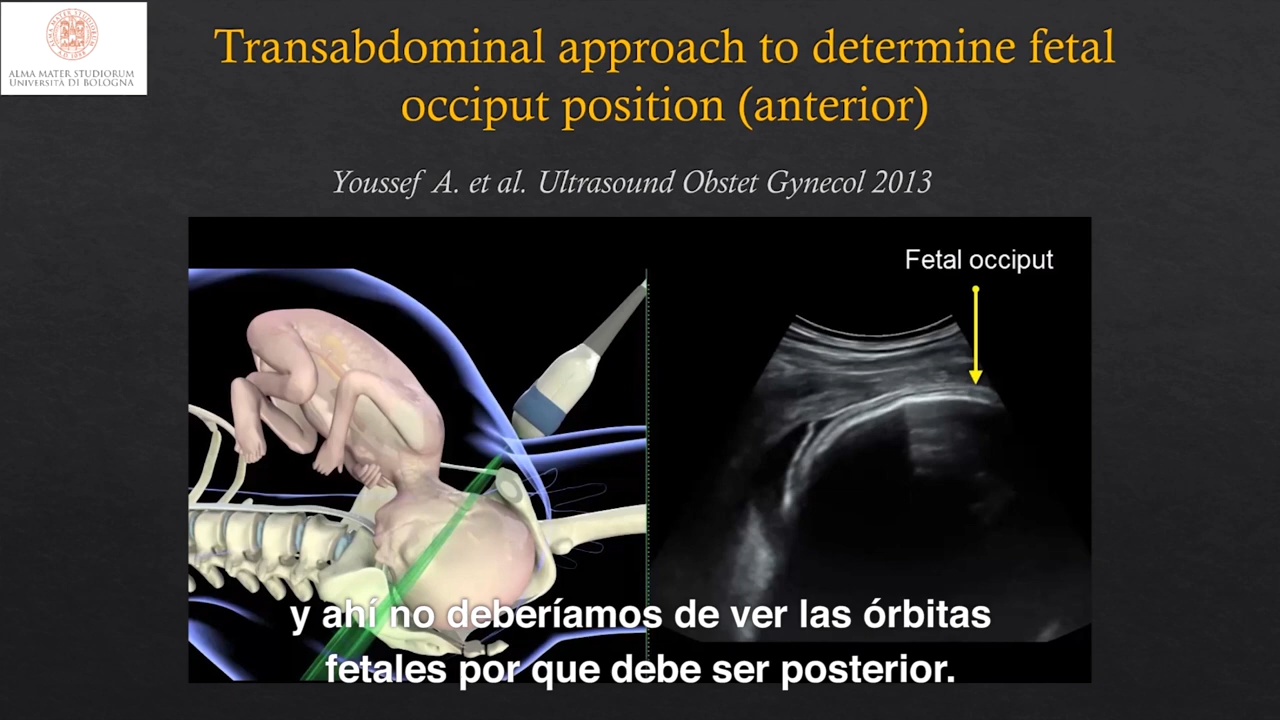 ALMA MATER STUDIORUM
UNIVERSITÀ DI BOLOGNA
Transabdominal approach to determine fetal
occiput position (anterior)
Youssef A. et al. Ultrasound Obstet Gynecol 2013
Fetal occiput
y ahí no deberíamos de ver las órbitas
fetales por que debe ser posterior.